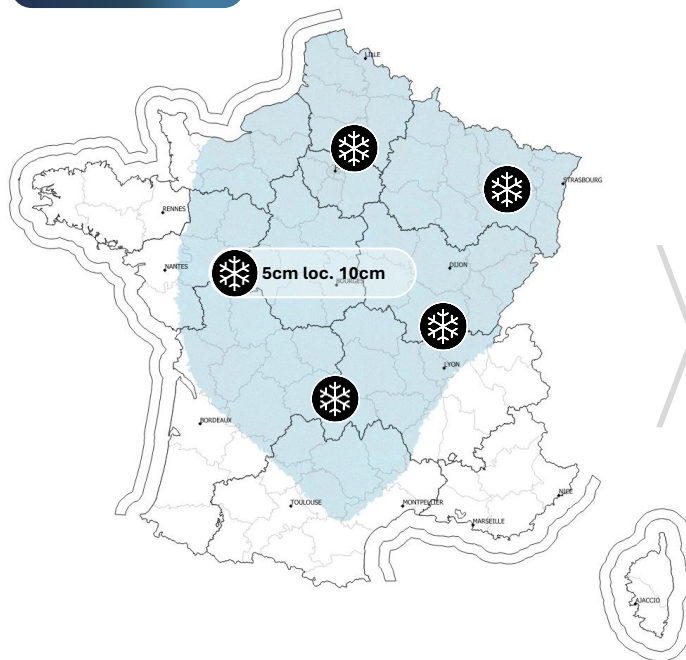 LILLE
STRASBOURG
RENNES
NANTES
5cm loc. 10cm
BOURGES
DIJON
LYON
BORDEAUX
TOULOUSE
MONTPELLIER
NICE
MARSEILLE
AJACCIO